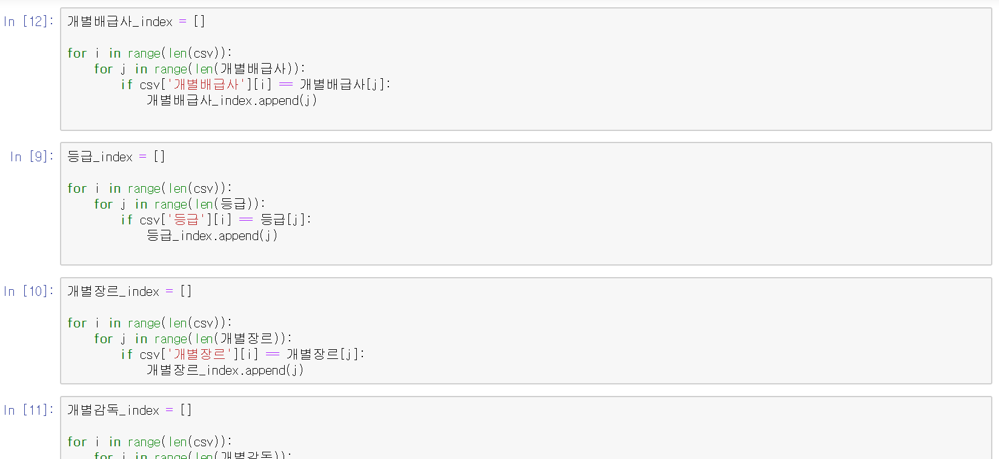 In [12]: 개별배급사_index = []
for i in range(len(csv)):
for j in range(len(개별배급사)):
if csv['개별배급사'][i] == 개별배급사[j]:
개별배급사_index.append(j)
In [9]: 등급_index = []
for i in range(len(csv)):
for j in range(len(등급)):
if csv['등급'][i] == 등급[j]:
등급_index.append(j)
In [10]: 개별장르_index = []
for i in range(len(csv)):
for j in range(len(개별장르)):
if csv['개별장르'][i] == 개별장르[j]:
개별장르_index.append(j)
In [11]: 개별감독_index = []
for i in range(len(csv)):
for j in range(len(개별감독)):